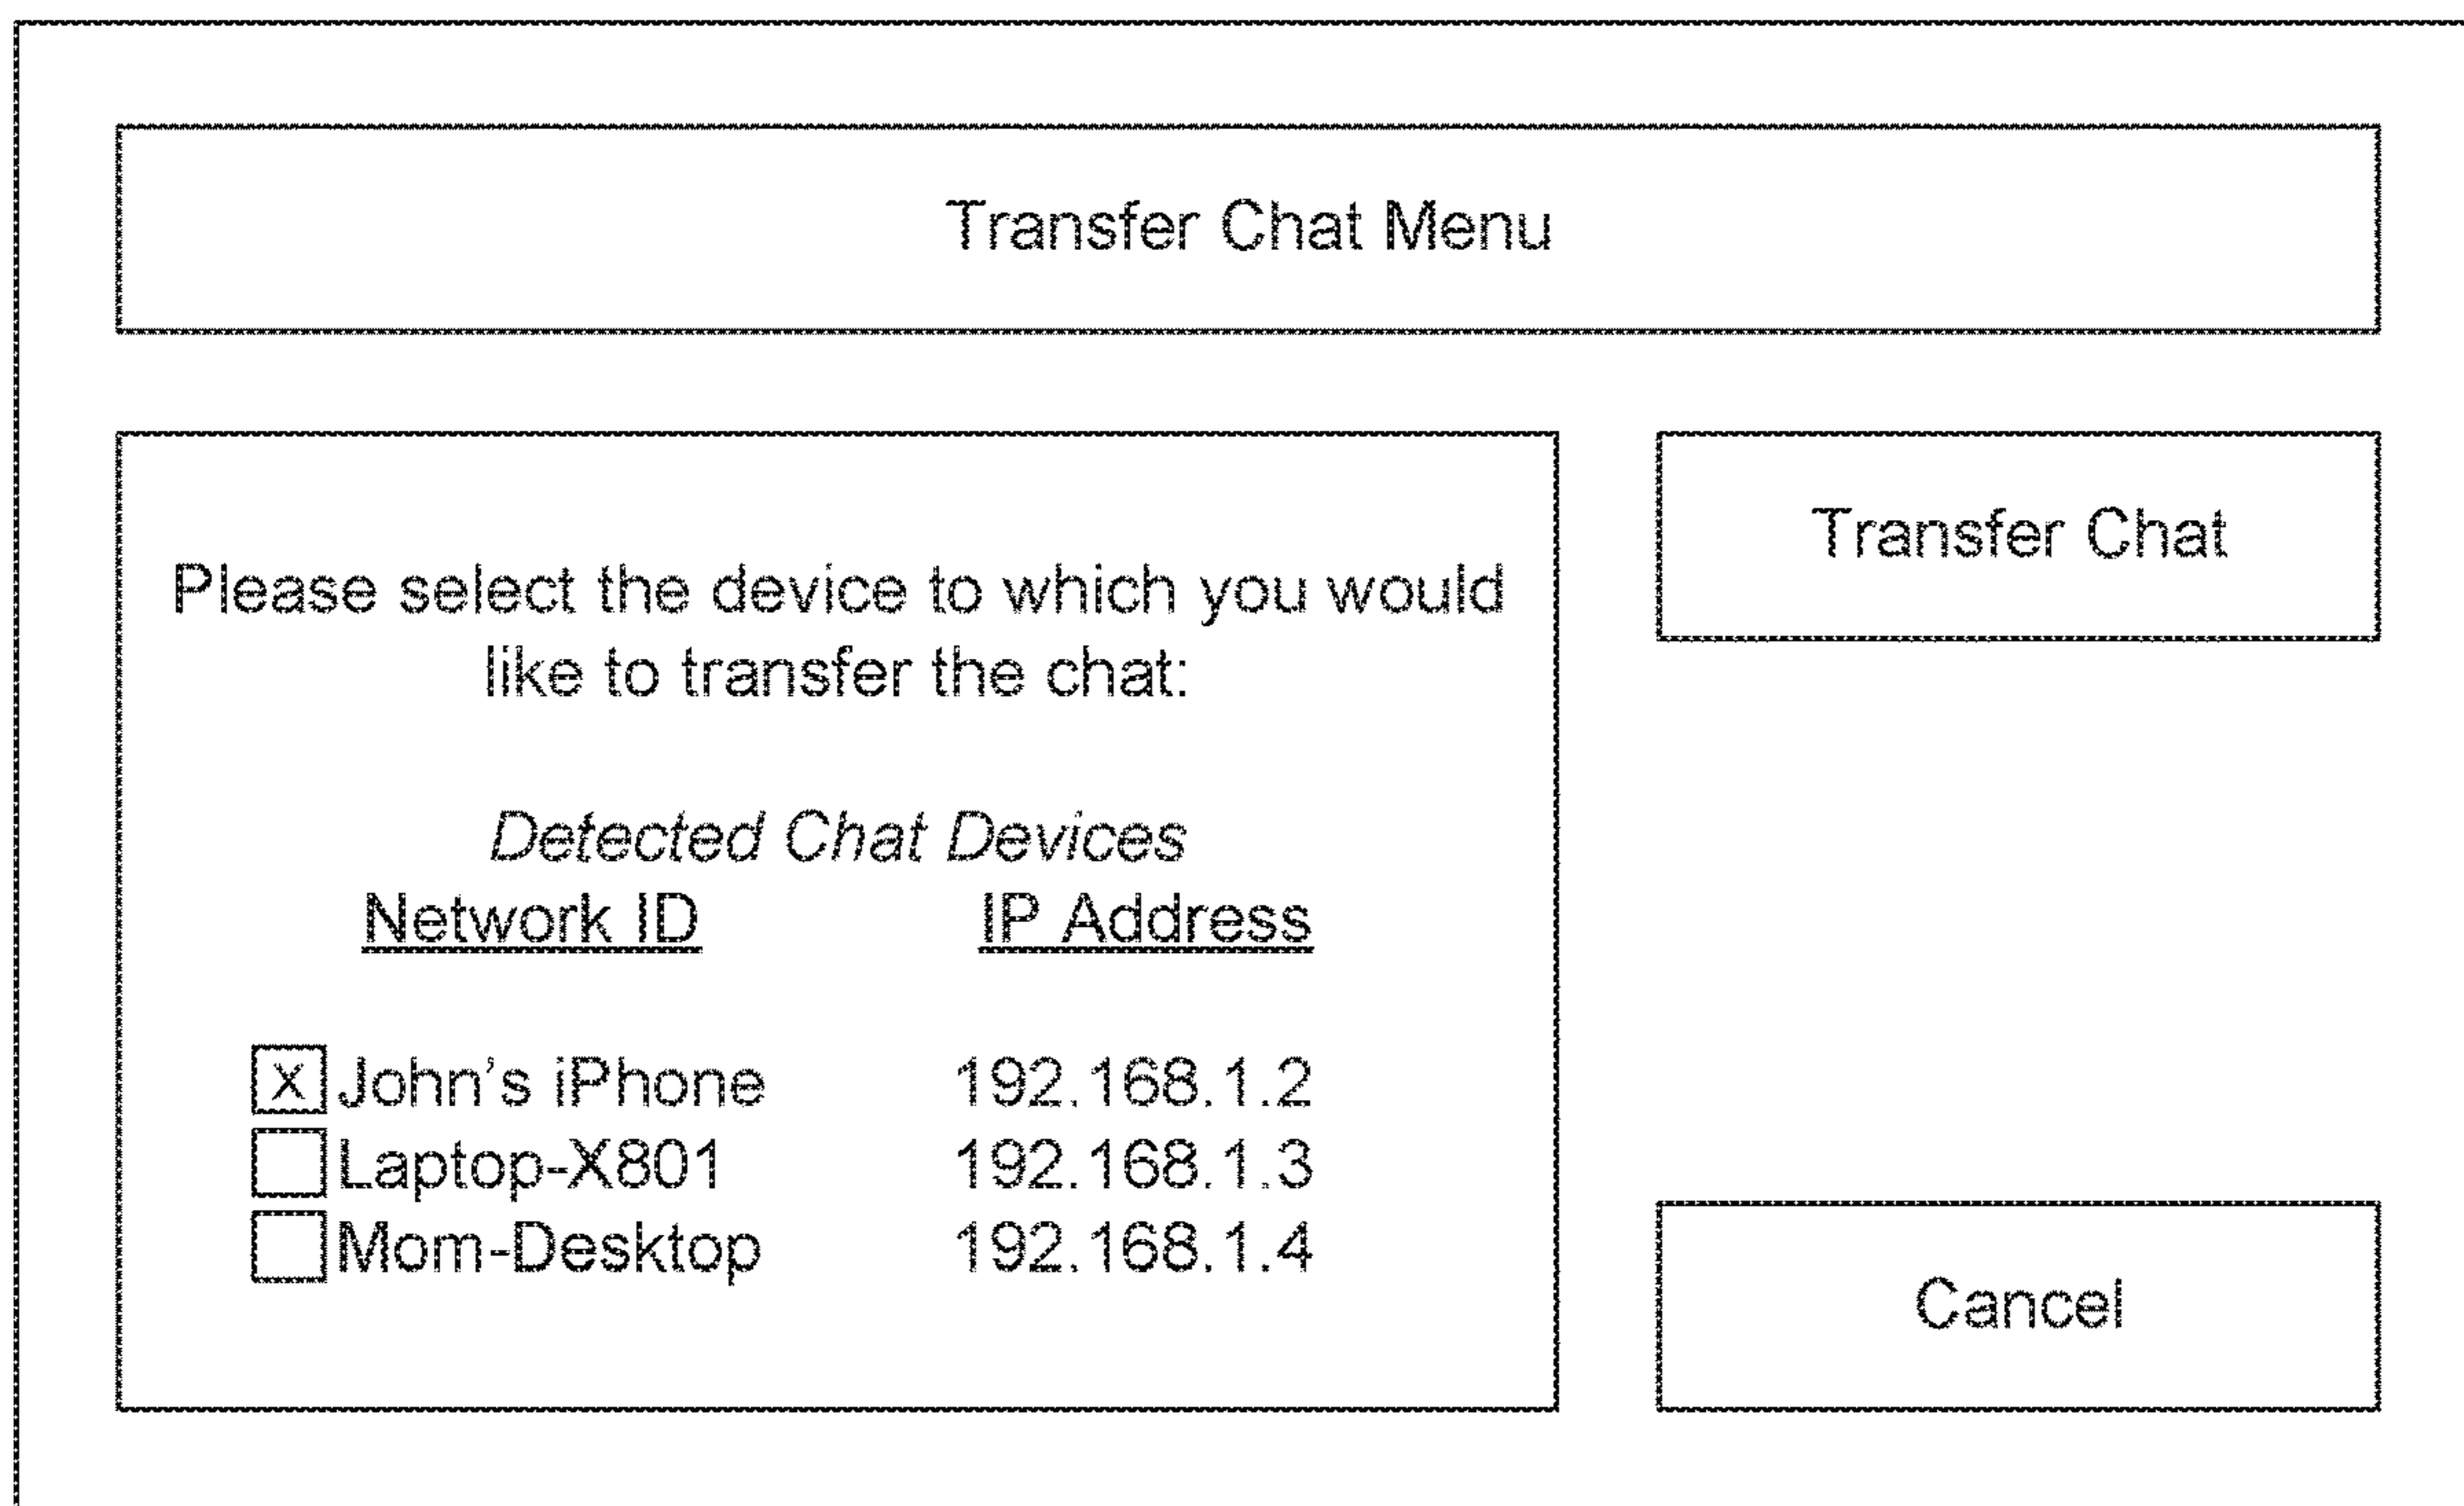 Transfer Chat Menu
Please select the device to which you would
like to transfer the chat:
Detected Chat Devices
Network ID IP Address
x John's iPhone 192.168.1.2
Laptop-X801 192.168.1.3
Mom-Desktop 192.168.1.4
Transfer Chat
Cancel